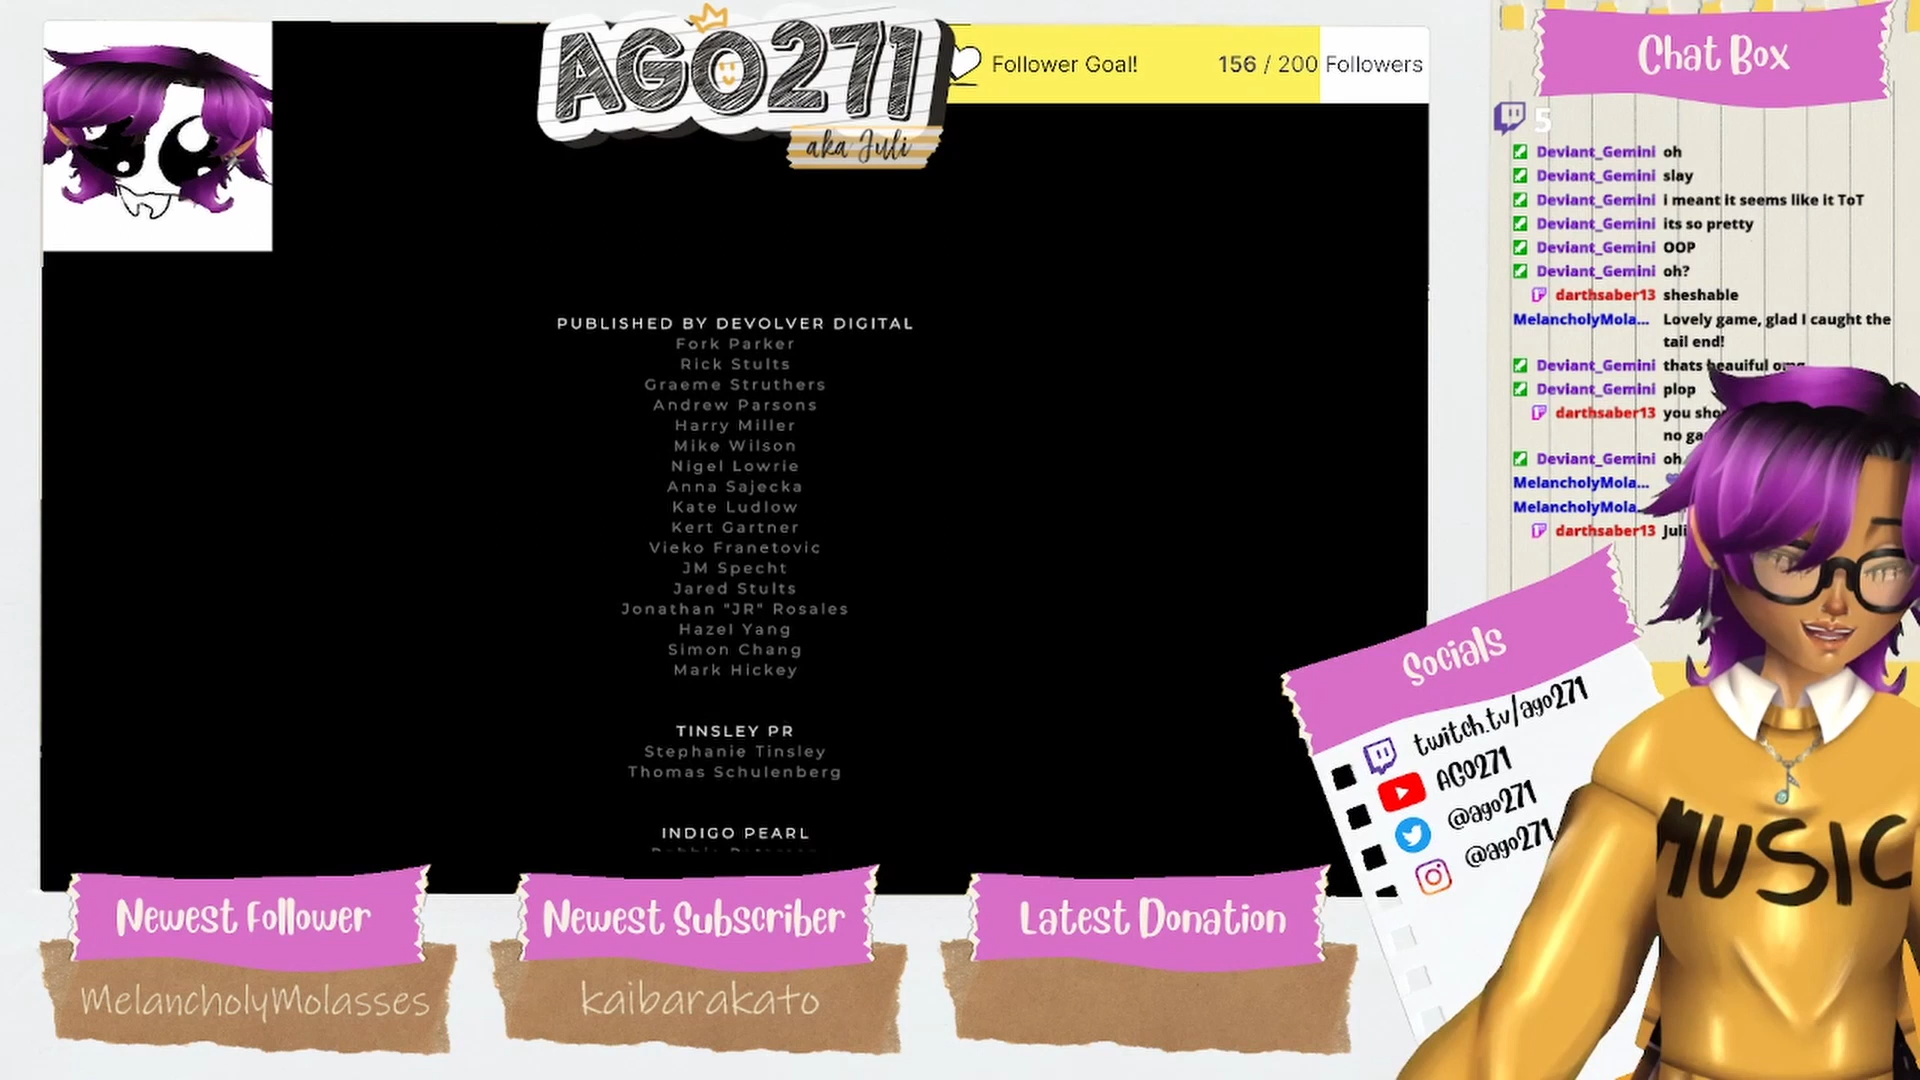 AGO271
aka Juli
Follower Goal!
156 / 200 Followers
PUBLISHED BY DEVOLVER DIGITAL
Fork Parker
Rick Stults
Graeme Struthers
Andrew Parsons
Harry Miller
Mike Wilson
Nigel Lowrie
Anna Sajecka
Kate Ludlow
Kert Gartner
Vieko Franetovic
JM Specht
Jared Stults
Jonathan "JR" Rosales
Hazel Yang
Simon Chang
Mark Hickey
TINSLEY PR
Stephanie Tinsley
Thomas Schulenberg
INDIGO PEARL
Newest Follower
MelancholyMolasses
Newest Subscriber
kaibarakato
Latest Donation
Chat Box
5
Deviant_Gemini oh
Deviant_Gemini slay
Deviant_Gemini i meant it seems like it ToT
Deviant_Gemini its so pretty
Deviant_Gemini OOP
Deviant_Gemini oh?
darthsaber13 sheshable
MelancholyMola... Lovely game, glad I caught the
tail end!
Deviant_Gemini thats beauiful omg
Deviant_Gemini plop
darthsaber13 you
no
Deviant_Gemini oh
MelancholyMola...
MelancholyMola...
darthsaber13 Juli
Socials
twitch.tv/ago271
AGO271
@ago271
@ago271
MUSIC